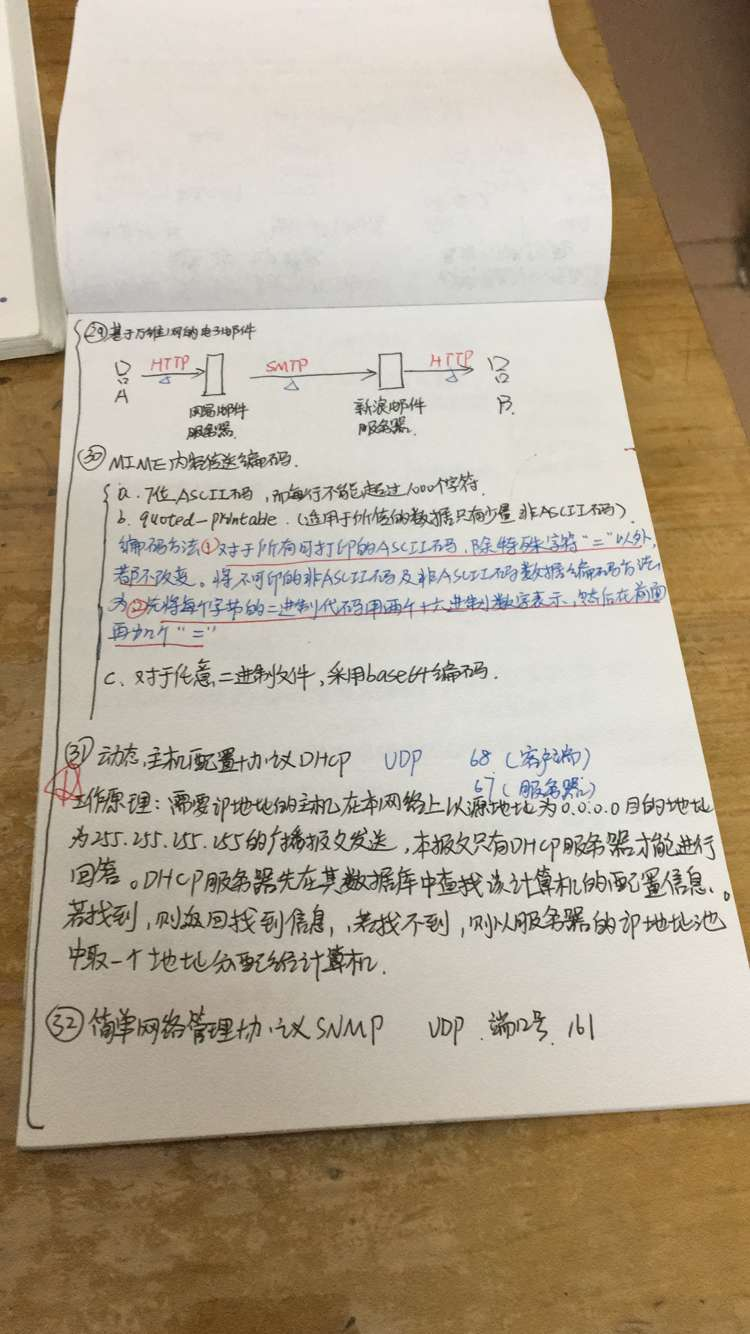 ㉙基于万维网的电子邮件
HTTP SMTP HTTP
A 网易邮件 新浪邮件 B
服务器 服务器
㉚ MIME内容传送编码.
a. 7位ASCII码,而每行不能超过1000个字符.
b. quoted-printable.(适用于所传的数据只有少量非ASCII码).
编码方法①对于所有可打印的ASCII码,除特殊字符“=”以外,
都不改变。将不可印的非ASCII码及非ASCII码数据编码方法
为②先将每个字节的二进制代码用两个十六进制数字表示,然后在前面
再加个“=”
c、对于任意二进制文件,采用base64编码.
㉛ 动态主机配置协议DHCP UDP 68(客户端)
67(服务器)
工作原理:需要IP地址的主机在本网络上以源地址为0.0.0.0目的地址
为255.255.255.255的广播报文发送,本报文只有DHCP服务器才能进行
回答。DHCP服务器先在其数据库中查找该计算机的配置信息、。
若找到,则返回找到信息,若找不到,则从服务器的IP地址池
中取一个地址分配给计算机.
㉜ 简单网络管理协议SNMP UDP.端口号.161